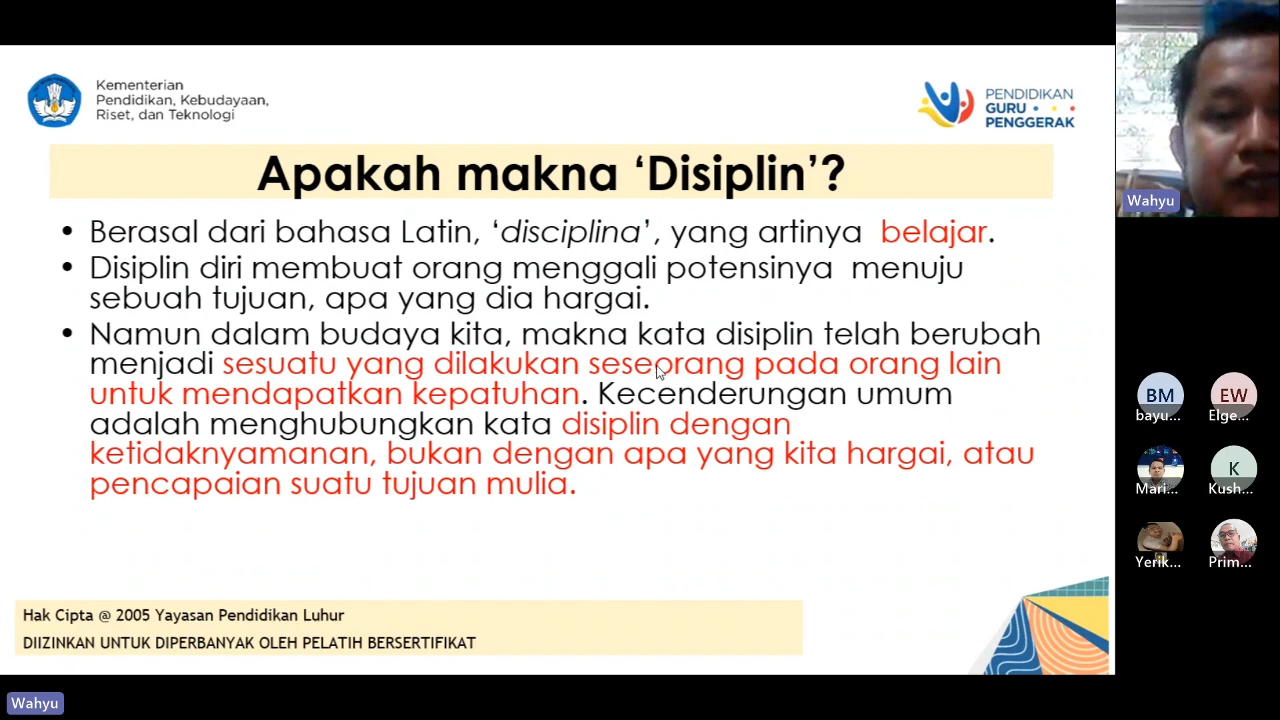 Kementerian
Pendidikan, Kebudayaan,
Riset, dan Teknologi
PENDIDIKAN
GURU
PENGGERAK
Apakah makna ‘Disiplin’?
• Berasal dari bahasa Latin, ‘disciplina’, yang artinya belajar.
• Disiplin diri membuat orang menggali potensinya menuju
sebuah tujuan, apa yang dia hargai.
• Namun dalam budaya kita, makna kata disiplin telah berubah
menjadi sesuatu yang dilakukan seseorang pada orang lain
untuk mendapatkan kepatuhan. Kecenderungan umum
adalah menghubungkan kata disiplin dengan
ketidaknyamanan, bukan dengan apa yang kita hargai, atau
pencapaian suatu tujuan mulia.
Hak Cipta @ 2005 Yayasan Pendidikan Luhur
DIIZINKAN UNTUK DIPERBANYAK OLEH PELATIH BERSERTIFIKAT
Wahyu
Wahyu
BM
bayu...
EW
Elge...
Mari...
K
Kush...
Yerik...
Prim...